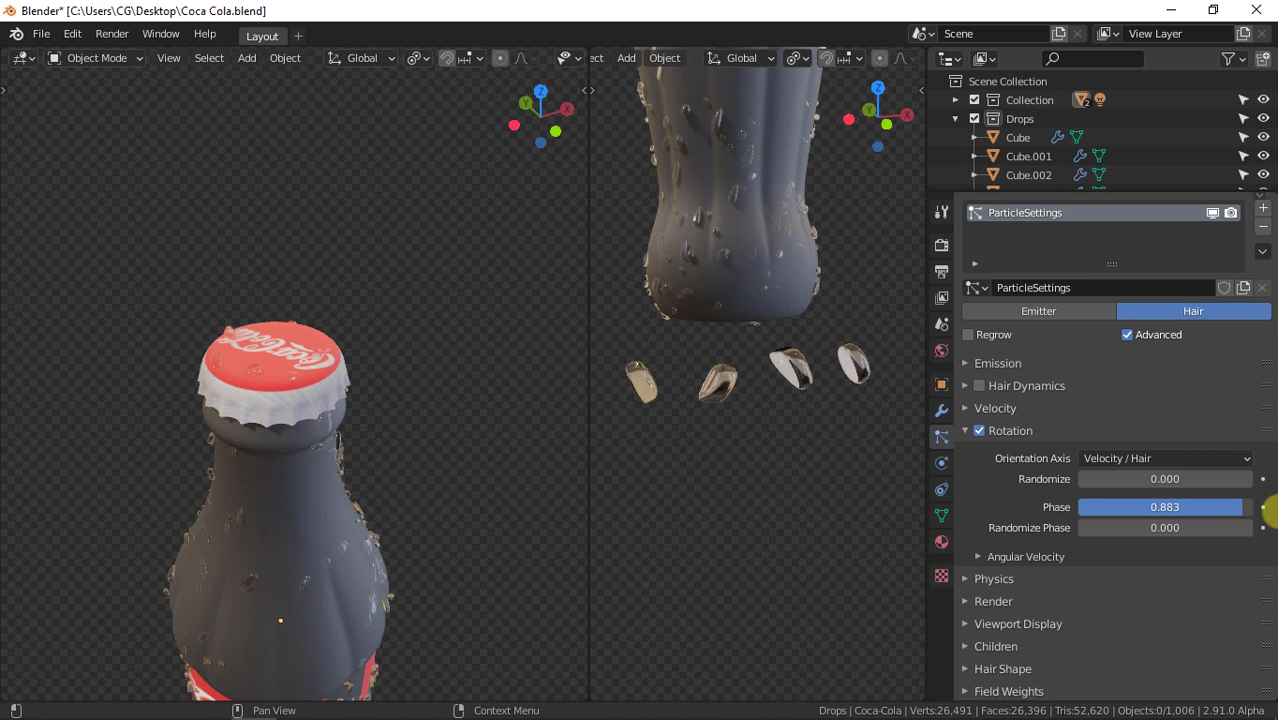 Blender* [C:\Users\CG\Desktop\Coca Cola.blend]
File Edit Render Window Help Layout Scene View Layer
Object Mode View Select Add Object Global
ect Add Object Global
Scene Collection
Collection 2
Drops
Cube
Cube.001
Cube.002
ParticleSettings
ParticleSettings
Emitter Hair
Regrow Advanced
Emission
Hair Dynamics
Velocity
Rotation
Orientation Axis Velocity / Hair
Randomize 0.000
Phase 0.883
Randomize Phase 0.000
Angular Velocity
Physics
Render
Viewport Display
Children
Hair Shape
Field Weights
Z
Y
X
Z
Y
X
Coca-Cola
Pan View Context Menu Drops | Coca-Cola | Verts:26,491 | Faces:26,396 | Tris:52,620 | Objects:0/1,006 | 2.91.0 Alpha